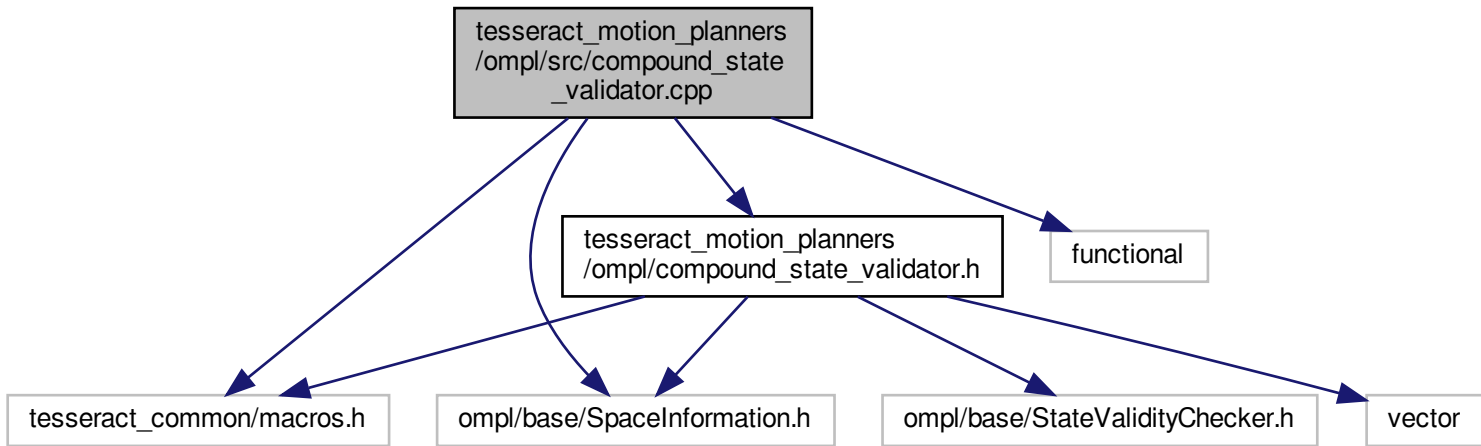 tesseract_motion_planners
/ompl/src/compound_state
_validator.cpp
tesseract_motion_planners
/ompl/compound_state_validator.h
functional
tesseract_common/macros.h
ompl/base/SpaceInformation.h
ompl/base/StateValidityChecker.h
vector